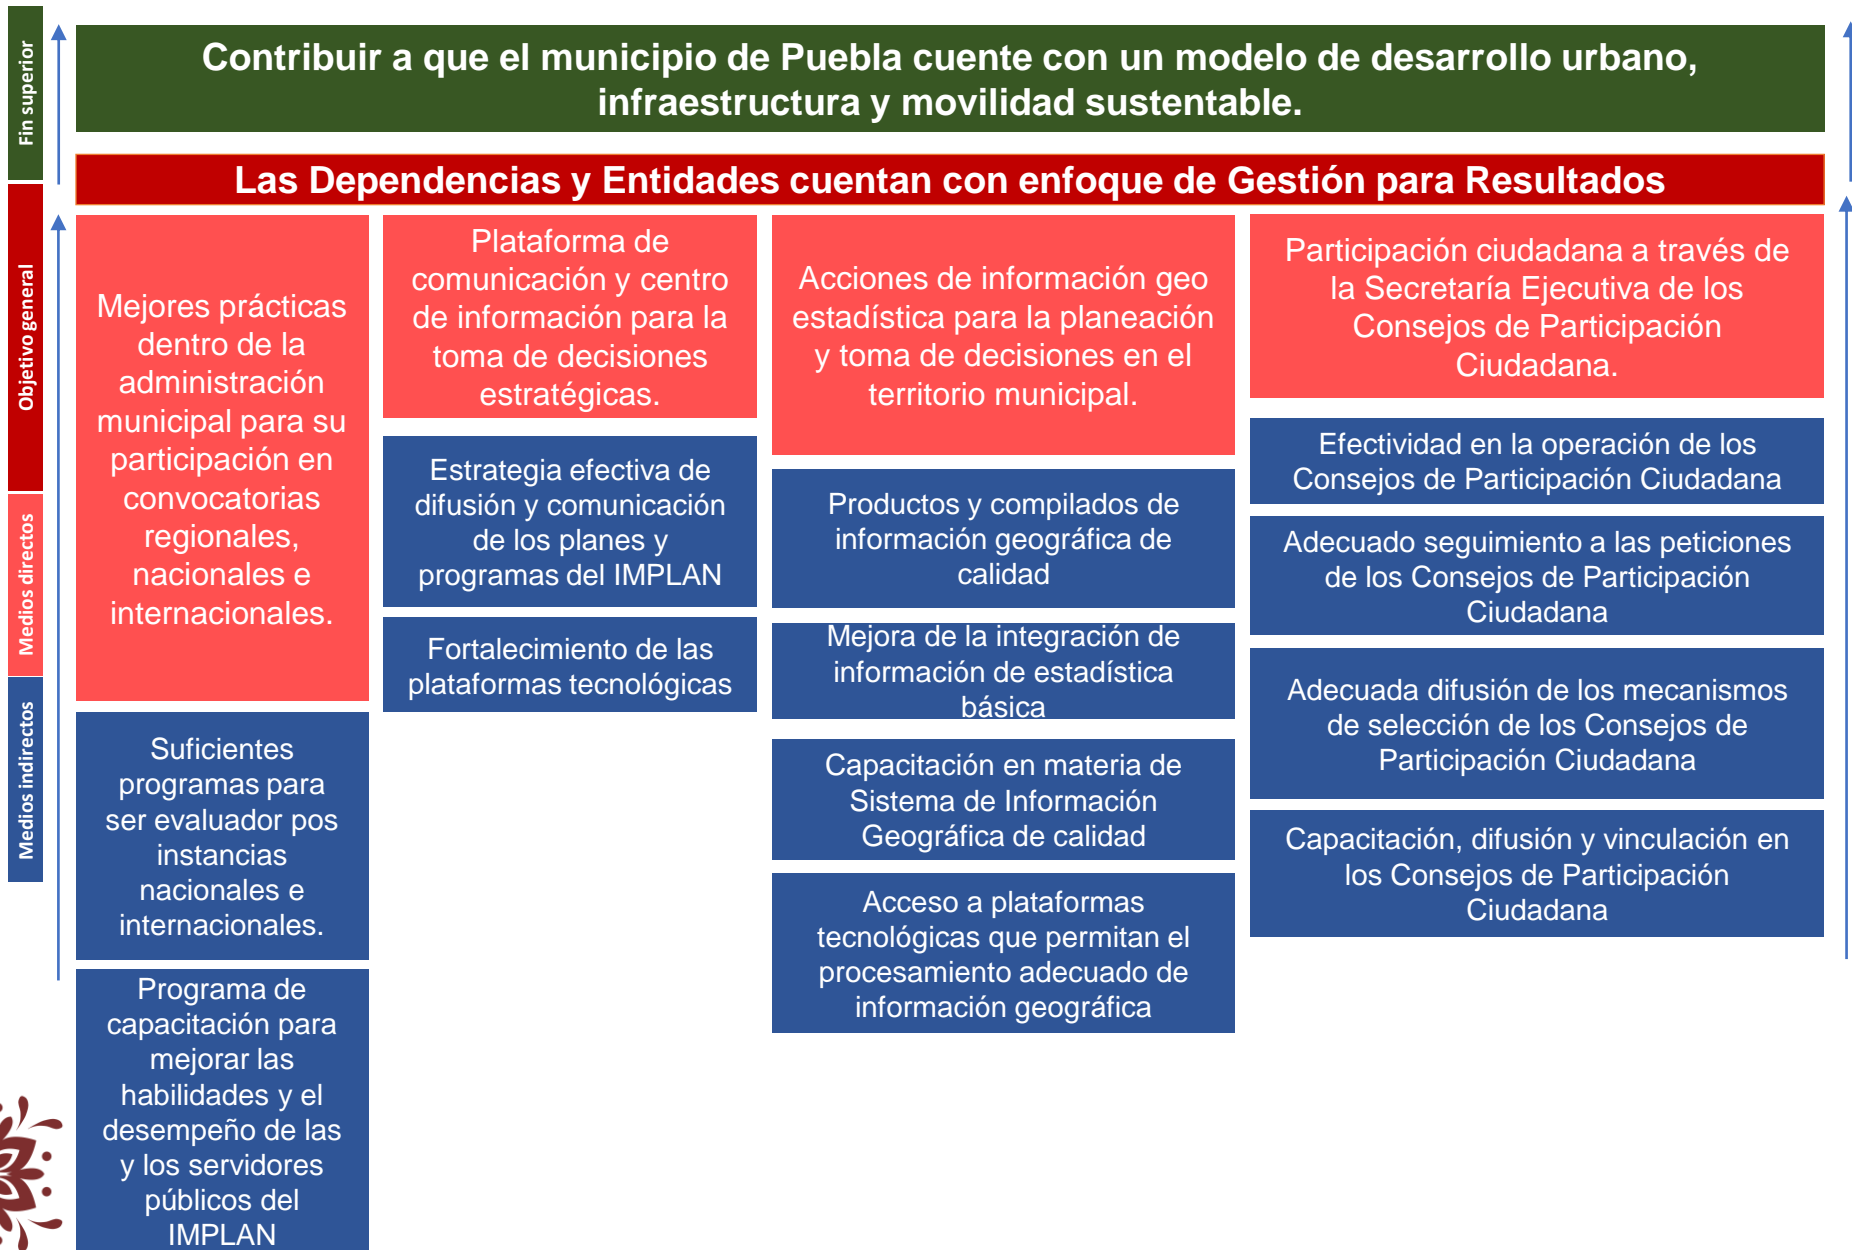 Fin superior
Contribuir a que el municipio de Puebla cuente con un modelo de desarrollo urbano,
infraestructura y movilidad sustentable.
Objetivo general
Las Dependencias y Entidades cuentan con enfoque de Gestión para Resultados
Medios directos
Medios indirectos
Mejores prácticas
dentro de la
administración
municipal para su
participación en
convocatorias
regionales,
nacionales e
internacionales.
Suficientes
programas para
ser evaluador pos
instancias
nacionales e
internacionales.
Programa de
capacitación para
mejorar las
habilidades y el
desempeño de las
y los servidores
públicos del
IMPLAN
Plataforma de
comunicación y centro
de información para la
toma de decisiones
estratégicas.
Estrategia efectiva de
difusión y comunicación
de los planes y
programas del IMPLAN
Fortalecimiento de las
plataformas tecnológicas
Acciones de información geo
estadística para la planeación
y toma de decisiones en el
territorio municipal.
Productos y compilados de
información geográfica de
calidad
Mejora de la integración de
información de estadística
básica
Capacitación en materia de
Sistema de Información
Geográfica de calidad
Acceso a plataformas
tecnológicas que permitan el
procesamiento adecuado de
información geográfica
Participación ciudadana a través de
la Secretaría Ejecutiva de los
Consejos de Participación
Ciudadana.
Efectividad en la operación de los
Consejos de Participación Ciudadana
Adecuado seguimiento a las peticiones
de los Consejos de Participación
Ciudadana
Adecuada difusión de los mecanismos
de selección de los Consejos de
Participación Ciudadana
Capacitación, difusión y vinculación en
los Consejos de Participación
Ciudadana